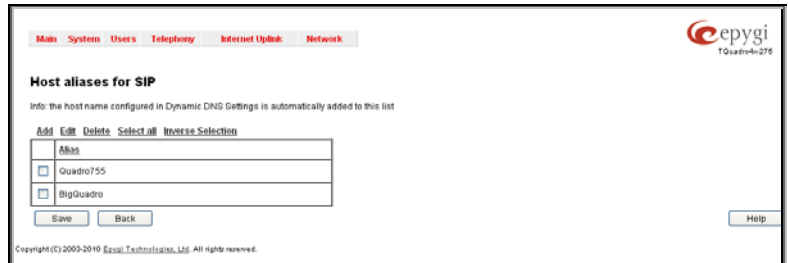 Main System Users Telephony Internet Uplink Network
epygi
TQuadro4x-275
Host aliases for SIP
Info: the host name configured in Dynamic DNS Settings is automatically added to this list
Add Edit Delete Select all Inverse Selection
Alias
Quadro755
BigQuadro
Save Back Help
Copyright (C) 2003-2010 Epygi Technologies, Ltd. All rights reserved.